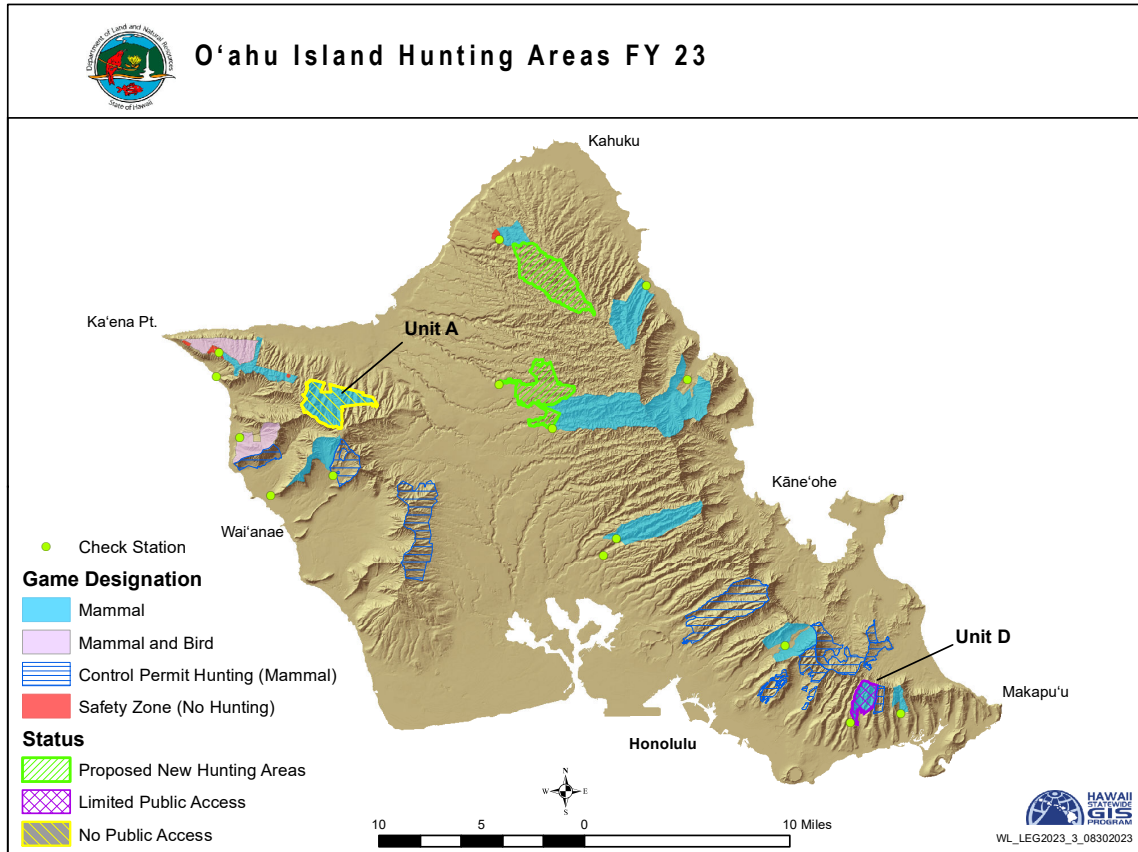 Department of Land and Natural Resources
State of Hawaii
Oʻahu Island Hunting Areas FY 23
Kahuku
Kaʻena Pt.
Unit A
Kāneʻohe
Waiʻanae
Unit D
Makapuʻu
Honolulu
Check Station
Game Designation
Mammal
Mammal and Bird
Control Permit Hunting (Mammal)
Safety Zone (No Hunting)
Status
Proposed New Hunting Areas
Limited Public Access
No Public Access
N
W E
S
10 5 0 10 Miles
HAWAII
STATEWIDE
GIS
PROGRAM
WL_LEG2023_3_08302023